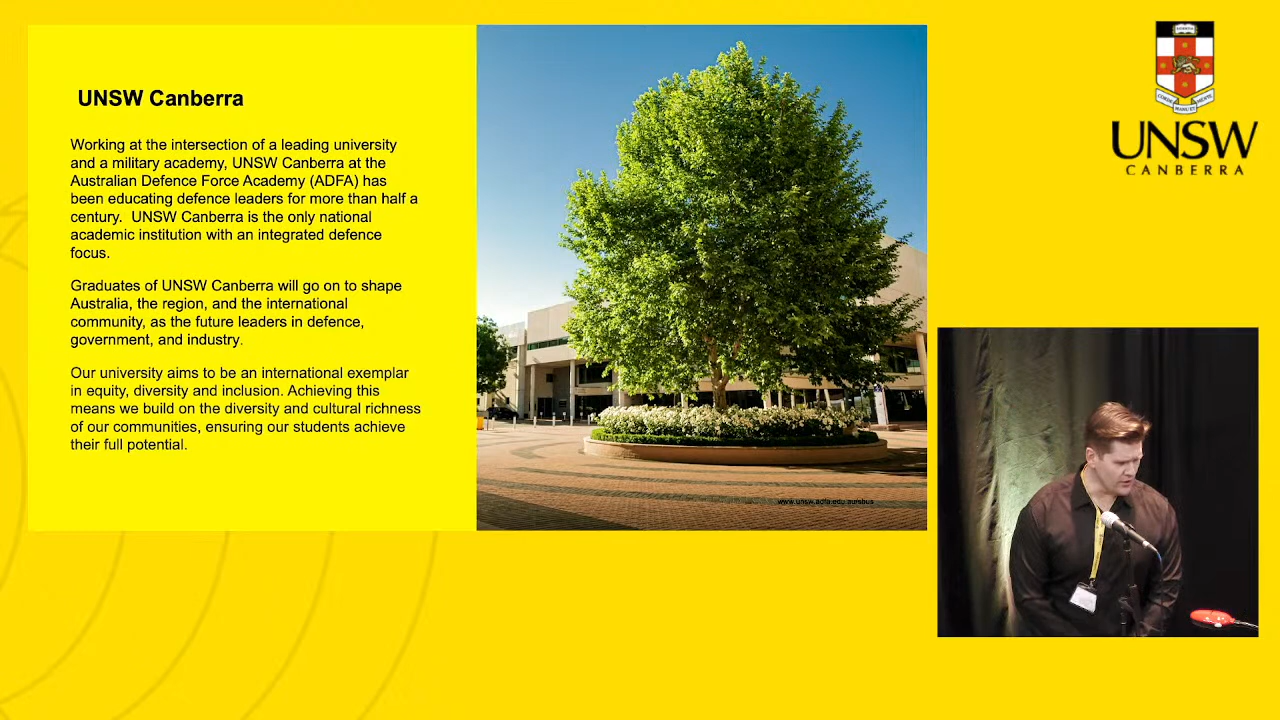 UNSW Canberra
Working at the intersection of a leading university
and a military academy, UNSW Canberra at the
Australian Defence Force Academy (ADFA) has
been educating defence leaders for more than half a
century.  UNSW Canberra is the only national
academic institution with an integrated defence
focus.
Graduates of UNSW Canberra will go on to shape
Australia, the region, and the international
community, as the future leaders in defence,
government, and industry.
Our university aims to be an international exemplar
in equity, diversity and inclusion. Achieving this
means we build on the diversity and cultural richness
of our communities, ensuring our students achieve
their full potential.
UNSW
CANBERRA